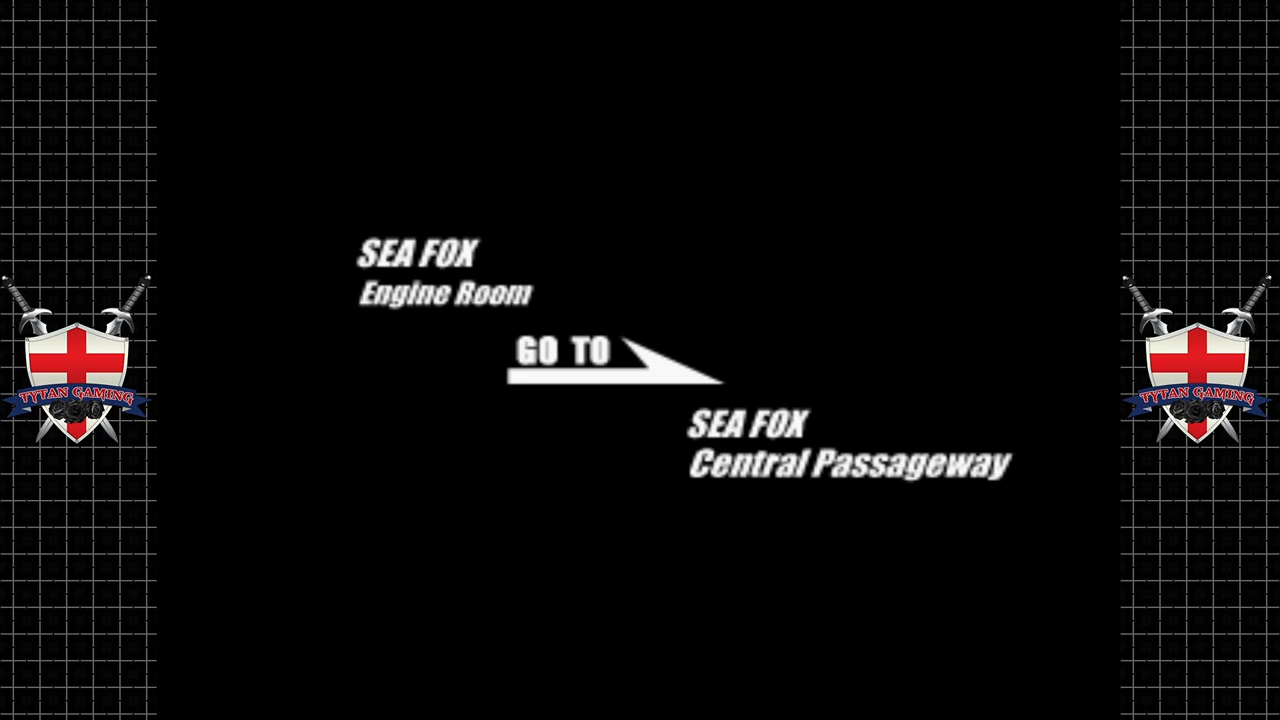 SEA FOX
Engine Room
GO TO
SEA FOX
Central Passageway
TYTAN GAMING
TYTAN GAMING